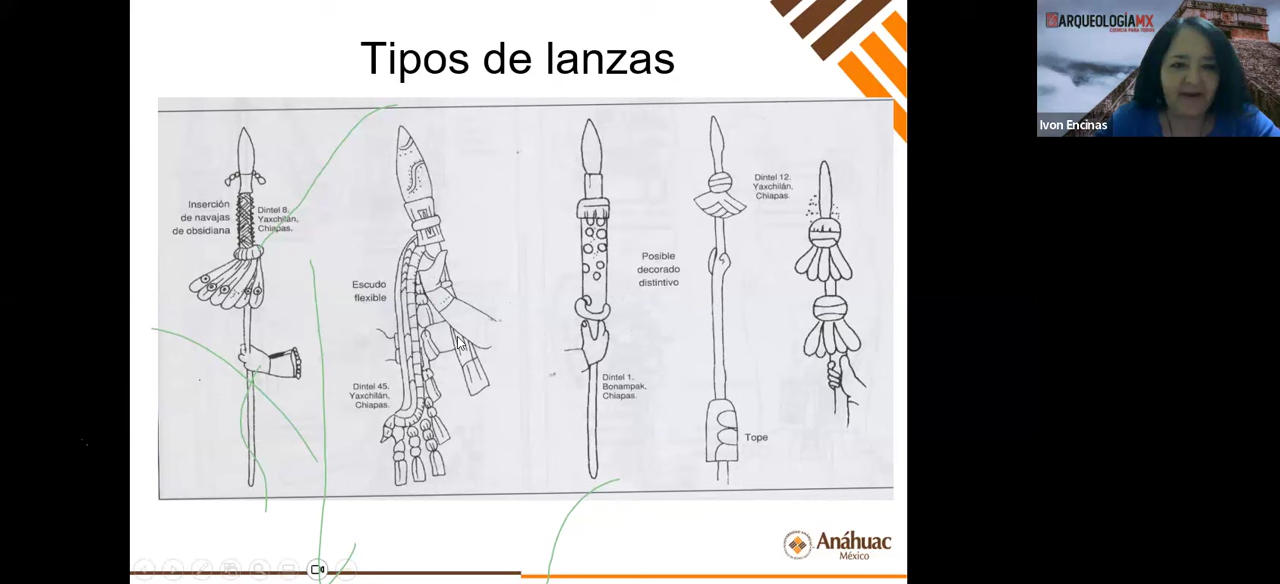 Tipos de lanzas
Inserción
de navajas
de obsidiana
Dintel 8.
Yaxchilán,
Chiapas.
Escudo
flexible
Dintel 45.
Yaxchilán,
Chiapas.
Dintel 1.
Bonampak,
Chiapas.
Posible
decorado
distintivo
Dintel 12.
Yaxchilán,
Chiapas.
Tope
Anáhuac
México
ARQUEOLOGÍAMX
CIENCIA PARA TODOS
Ivon Encinas